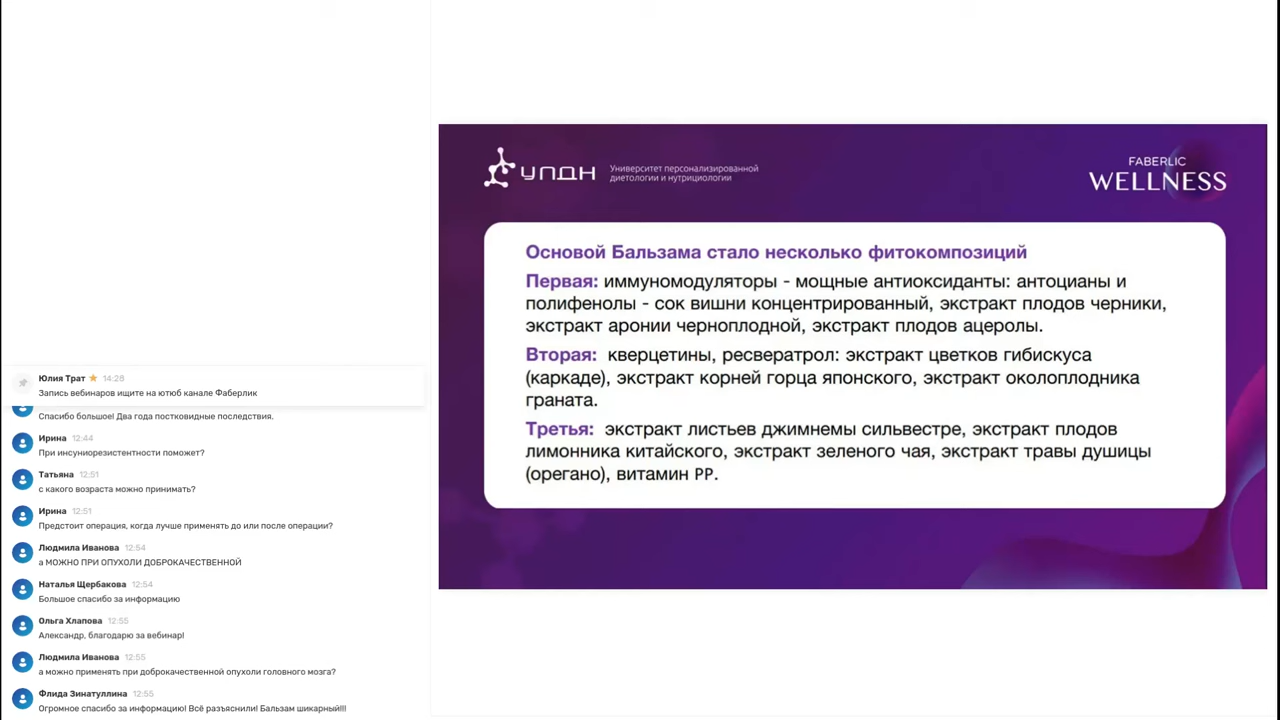 Юлия Трат 14:29
Запись вебинаров ищите на ютюб канале Фаберлик
Спасибо большое! Два года постковидные последствия.
Ирина 12:44
При инсуниорезистентности поможет?
Татьяна 12:51
с какого возраста можно принимать?
Ирина 12:51
Предстоит операция, когда лучше применять до или после операции?
Людмила Иванова 12:54
а МОЖНО ПРИ ОПУХОЛИ ДОБРОКАЧЕСТВЕННОЙ
Наталья Щербакова 12:54
Большое спасибо за информацию
Ольга Хлапова 12:55
Александр, благодарю за вебинар!
Людмила Иванова 12:55
а можно применять при доброкачественной опухоли головного мозга?
Флида Зинатуллина 12:55
Огромное спасибо за информацию! Всё разъяснили! Бальзам шикарный!!!
УПДН
Университет персонализированной
диетологии и нутрициологии
FABERLIC
WELLNESS
Основой Бальзама стало несколько фитокомпозиций
Первая: иммуномодуляторы - мощные антиоксиданты: антоцианы и
полифенолы - сок вишни концентрированный, экстракт плодов черники,
экстракт аронии черноплодной, экстракт плодов ацеролы.
Вторая: кверцетины, ресвератрол: экстракт цветков гибискуса
(каркаде), экстракт корней горца японского, экстракт околоплодника
граната.
Третья: экстракт листьев джимнемы сильвестре, экстракт плодов
лимонника китайского, экстракт зеленого чая, экстракт травы душицы
(орегано), витамин РР.